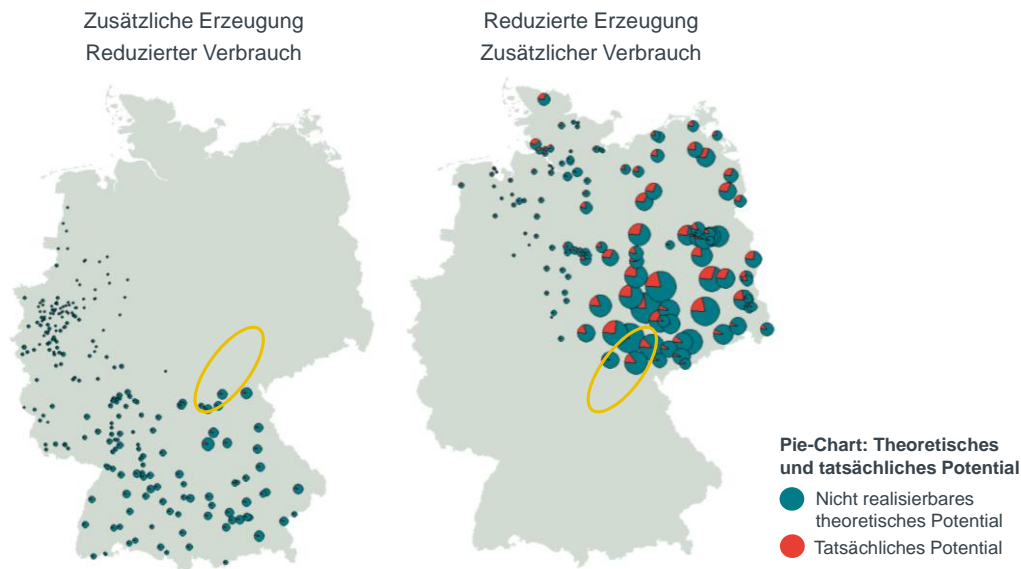 Zusätzliche Erzeugung
Reduzierter Verbrauch
Reduzierte Erzeugung
Zusätzlicher Verbrauch
Pie-Chart: Theoretisches
und tatsächliches Potential
Nicht realisierbares
theoretisches Potential
Tatsächliches Potential